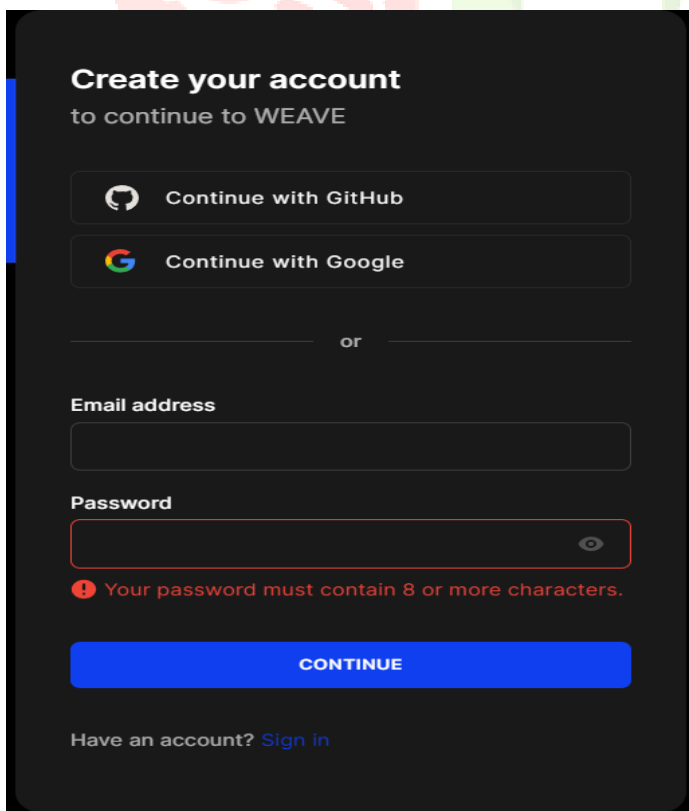 Create your account
to continue to WEAVE
Continue with GitHub
Continue with Google
or
Email address
Password
Your password must contain 8 or more characters.
CONTINUE
Have an account? Sign in